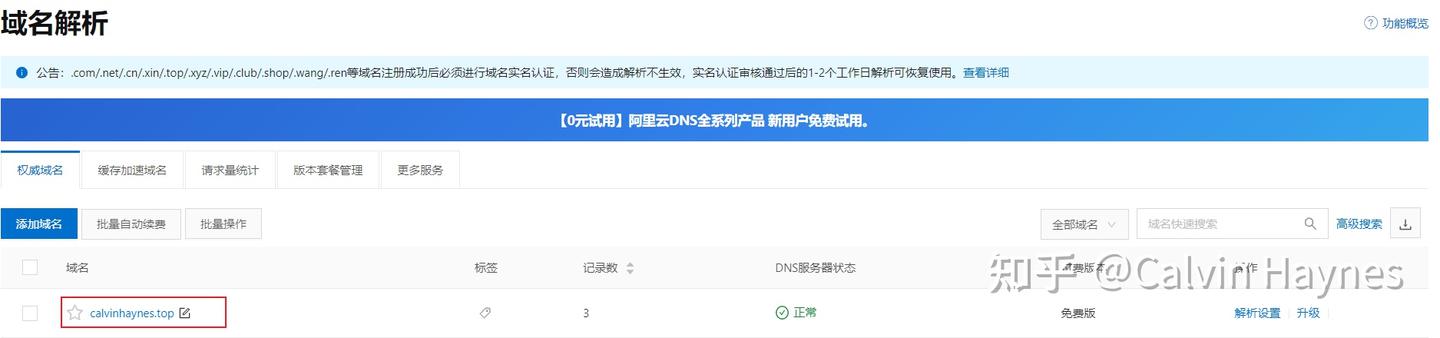 域名解析
功能概览
公告：.com/.net/.cn/.xin/.top/.xyz/.vip/.club/.shop/.wang/.ren等域名注册成功后必须进行域名实名认证，否则会造成解析不生效，实名认证审核通过后的1-2个工作日解析可恢复使用。查看详细
【0元试用】阿里云DNS全系列产品 新用户免费试用。
权威域名 缓存加速域名 请求量统计 版本套餐管理 更多服务
添加域名 批量自动续费 批量操作 全部域名 域名快速搜索 高级搜索
域名 标签 记录数 DNS服务器状态 付费版本 操作
知乎 @Calvin Haynes
calvinhaynes.top 3 正常 免费版 解析设置 升级